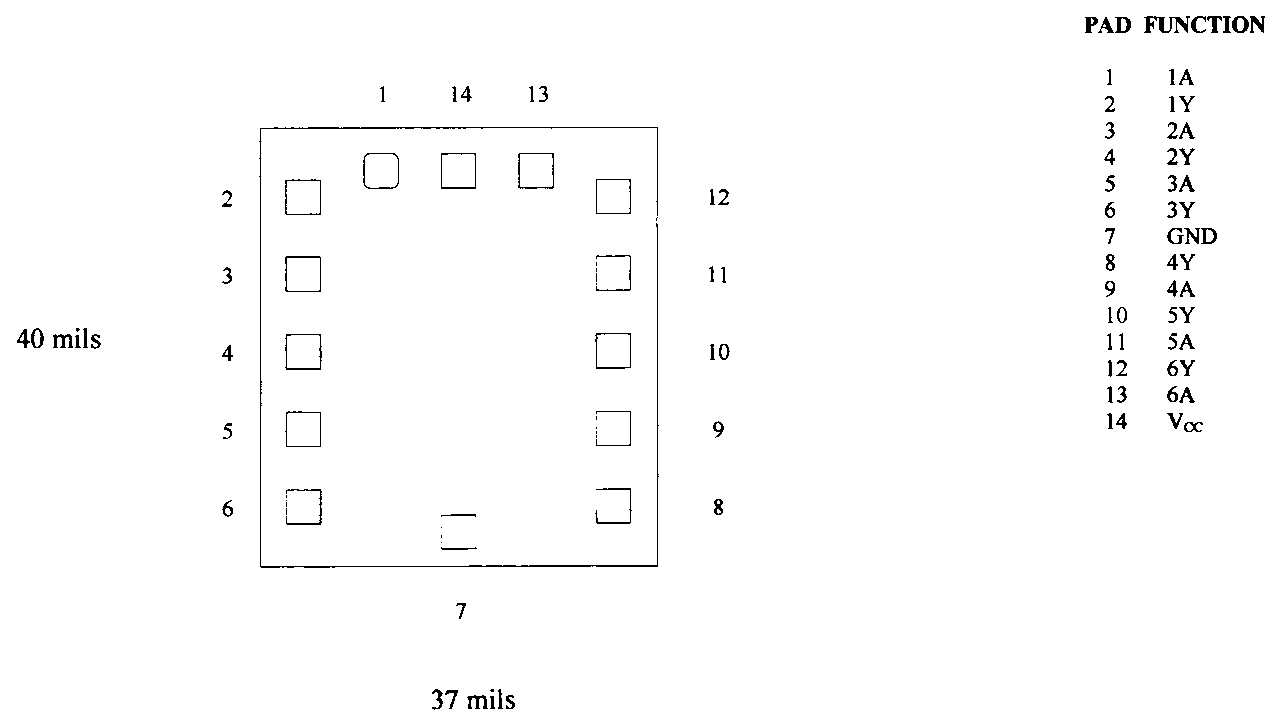 PAD FUNCTION
1 14 13
1 1A
2 1Y
3 2A
4 2Y
5 3A
6 3Y
7 GND
8 4Y
9 4A
10 5Y
11 5A
12 6Y
13 6A
14 Vcc
2 12
3 11
40 mils
4 10
5 9
6 8
7
37 mils